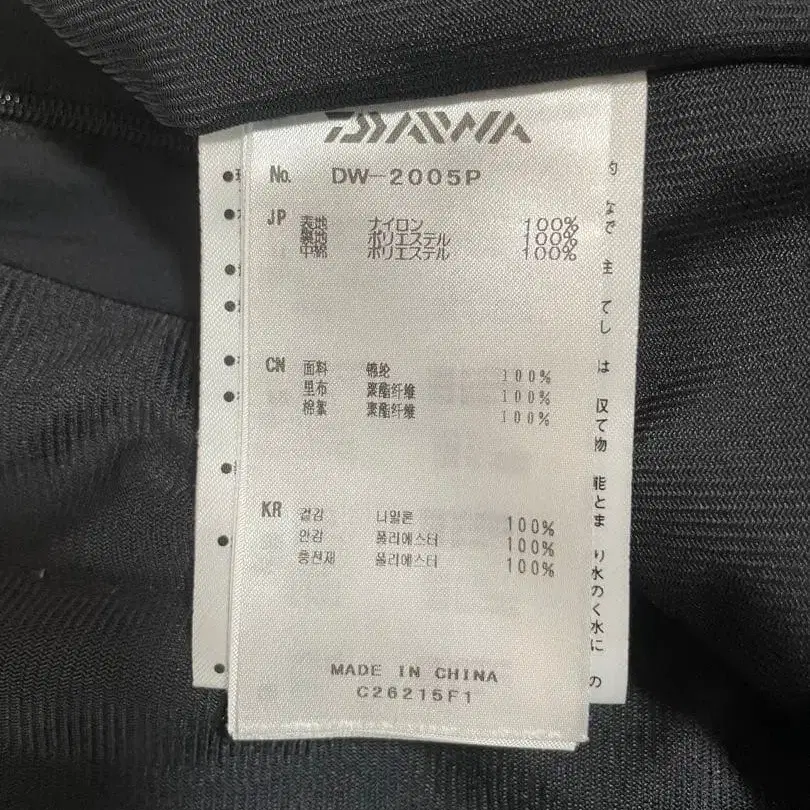 DAIWA
No. DW-2005P
JP 表地 ナイロン 100%
裏地 ポリエステル 100%
中綿 ポリエステル 100%
CN 面料 锦纶 100%
里布 聚酯纤维 100%
棉絮 聚酯纤维 100%
KR 겉감 나일론 100%
안감 폴리에스터 100%
충전재 폴리에스터 100%
MADE IN CHINA
C26215F1